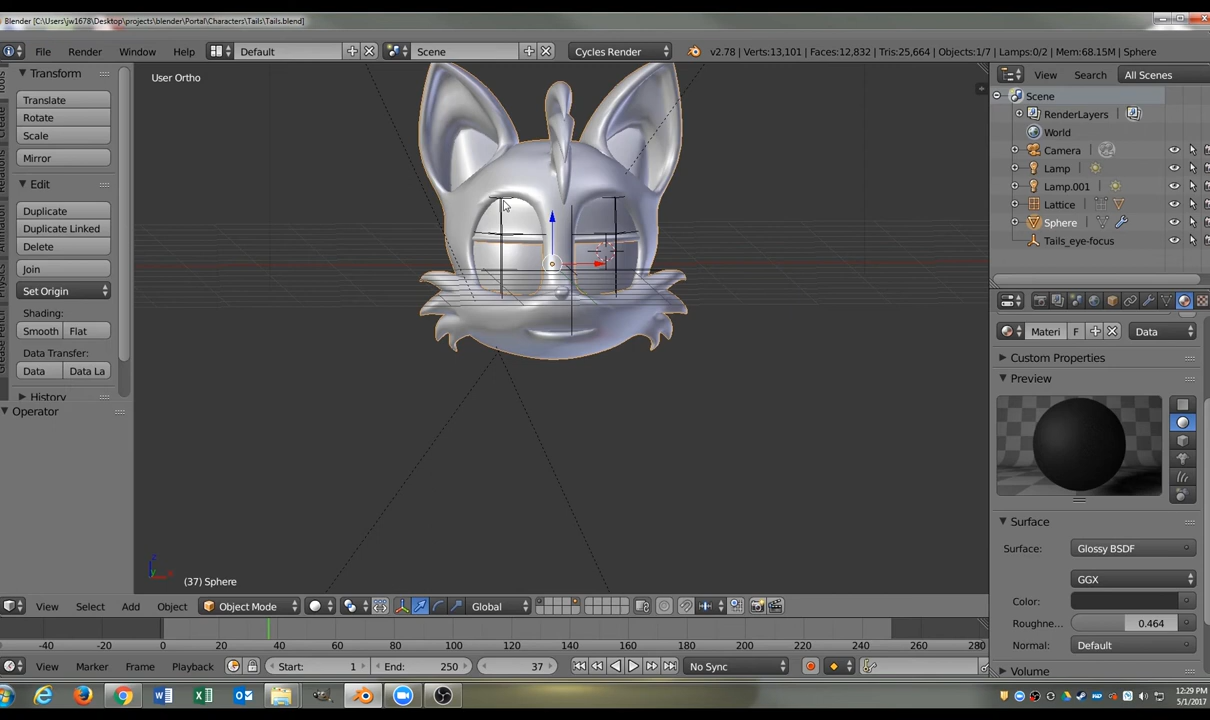 Blender [C:\Users\jw1678\Desktop\projects\blender\Portal\Characters\Tails\Tails.blend]
File Render Window Help Default Scene Cycles Render v2.78 | Verts:13,101 | Faces:12,832 | Tris:25,664 | Objects:1/7 | Lamps:0/2 | Mem:68.15M | Sphere
Transform
Translate
Rotate
Scale
Mirror
Edit
Duplicate
Duplicate Linked
Delete
Join
Set Origin
Shading:
Smooth Flat
Data Transfer:
Data Data La
History
Operator
Tools
Create
Relations
Animation
Physics
Grease Pencil
User Ortho
(37) Sphere
View Search All Scenes
Scene
RenderLayers
World
Camera
Lamp
Lamp.001
Lattice
Sphere
Tails_eye-focus
Materi F Data
Custom Properties
Preview
Surface
Surface: Glossy BSDF
GGX
Color:
Roughne... 0.464
Normal: Default
Volume
View Select Add Object Object Mode Global
-40 -20 0 20 40 60 80 100 120 140 160 180 200 220 240 260 280
View Marker Frame Playback Start: 1 End: 250 37 No Sync
12:29 PM
5/1/2017